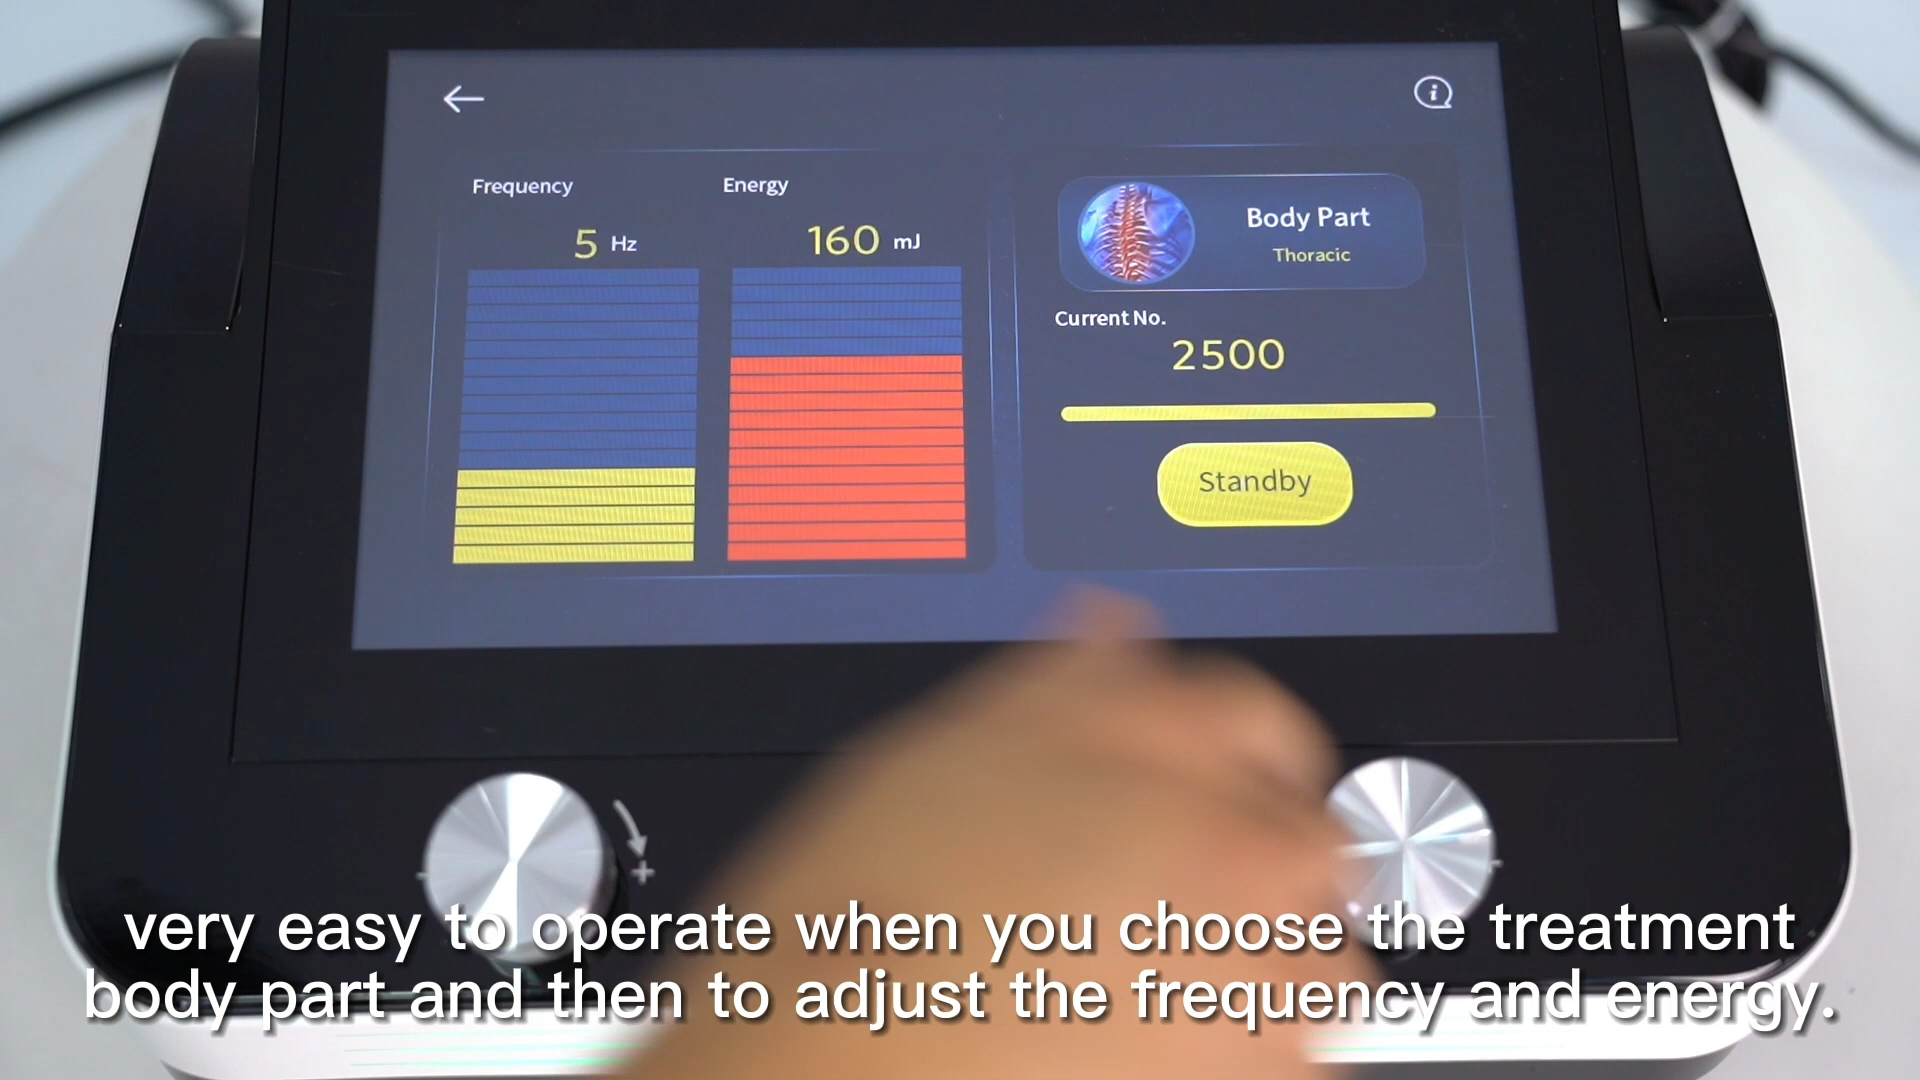 Frequency
Energy
5 Hz
160 mJ
Body Part
Thoracic
Current No.
2500
Standby
very easy to operate when you choose the treatment
body part and then to adjust the frequency and energy.